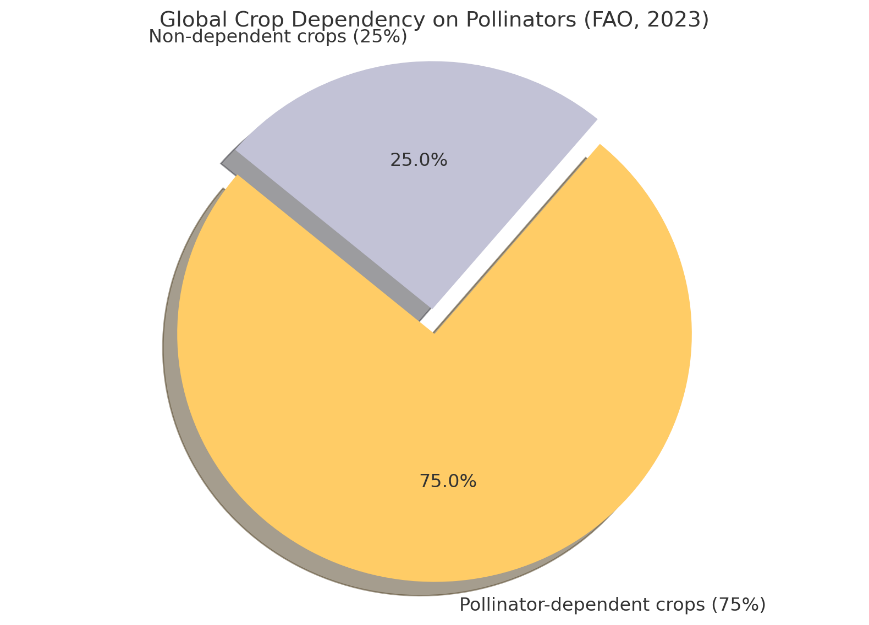 Global Crop Dependency on Pollinators (FAO, 2023)
Non-dependent crops (25%)
25.0%
75.0%
Pollinator-dependent crops (75%)